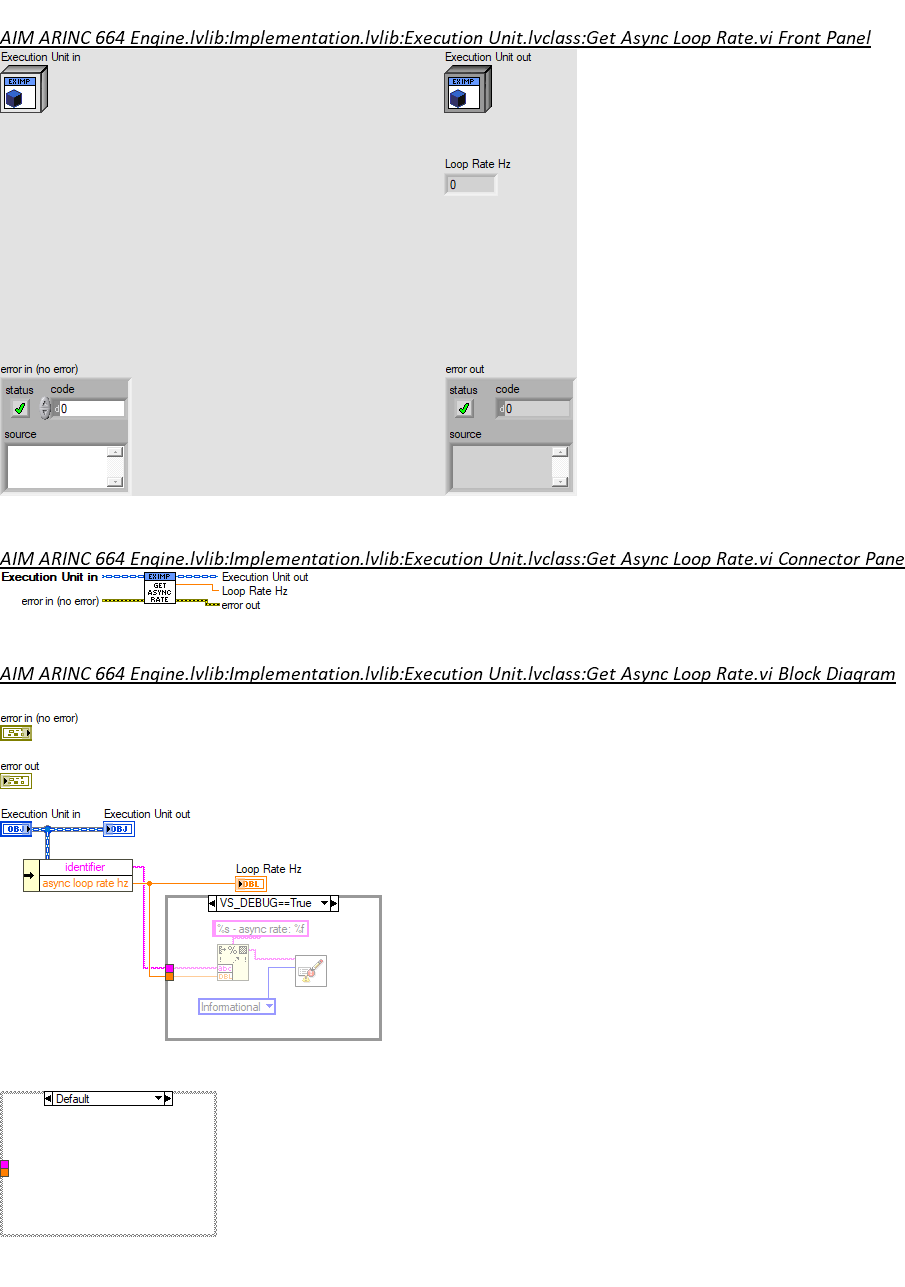 AIM ARINC 664 Engine.lvlib:Implementation.lvlib:Execution Unit.lvclass:Get Async Loop Rate.vi Front Panel
Execution Unit in
Execution Unit out
EXIMP
EXIMP
Loop Rate Hz
0
error in (no error)
error out
status code
status code
d0
d0
source
source
AIM ARINC 664 Engine.lvlib:Implementation.lvlib:Execution Unit.lvclass:Get Async Loop Rate.vi Connector Pane
Execution Unit in
EXIMP
Execution Unit out
GET
ASYNC
RATE
Loop Rate Hz
error in (no error)
error out
AIM ARINC 664 Engine.lvlib:Implementation.lvlib:Execution Unit.lvclass:Get Async Loop Rate.vi Block Diagram
error in (no error)
error out
Execution Unit in
Execution Unit out
OBJ
OBJ
identifier
async loop rate hz
Loop Rate Hz
DBL
VS_DEBUG==True
%s - async rate: %f
abc
DBL
Informational
Default